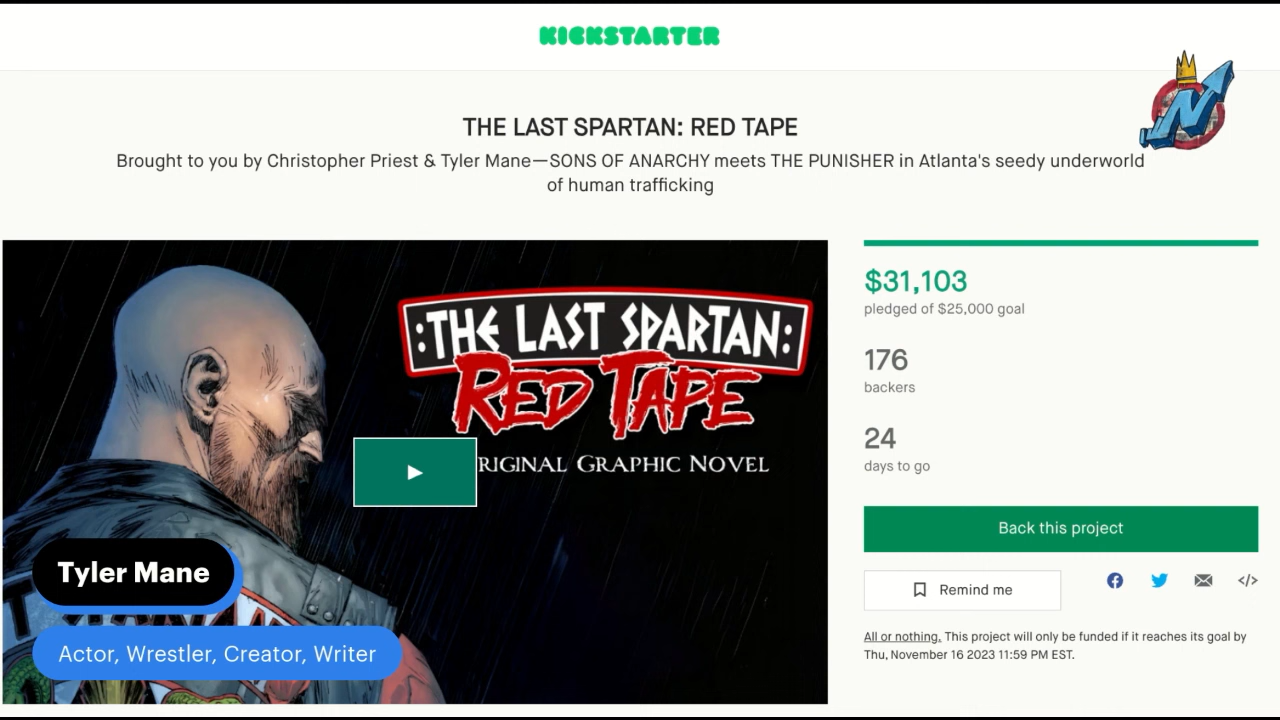 KICKSTARTER
N
THE LAST SPARTAN: RED TAPE
Brought to you by Christopher Priest & Tyler Mane—SONS OF ANARCHY meets THE PUNISHER in Atlanta's seedy underworld
of human trafficking
:THE LAST SPARTAN:
RED TAPE
RIGINAL GRAPHIC NOVEL
Tyler Mane
Actor, Wrestler, Creator, Writer
$31,103
pledged of $25,000 goal
176
backers
24
days to go
Back this project
Remind me
</>
All or nothing. This project will only be funded if it reaches its goal by
Thu, November 16 2023 11:59 PM EST.